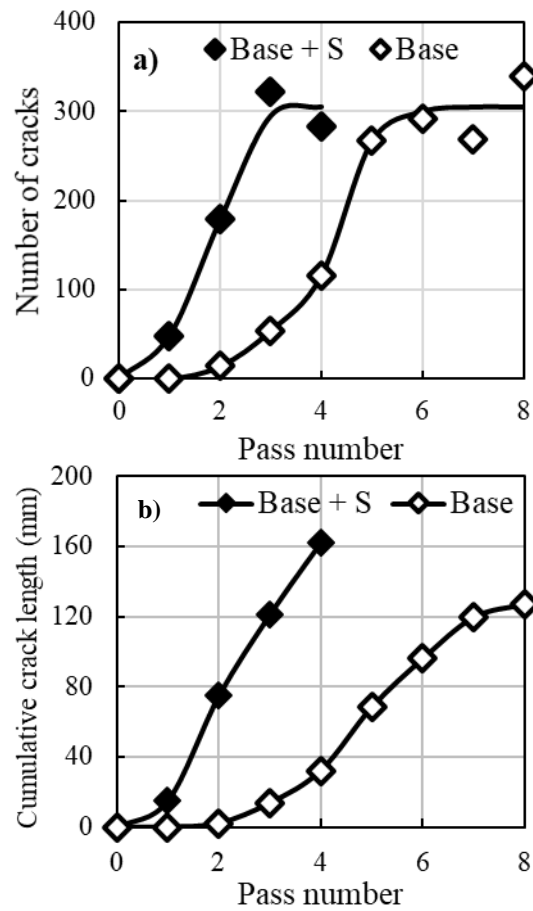 a)
Base + S
Base
400
300
200
100
0
Number of cracks
0 2 4 6 8
Pass number
b)
Base + S
Base
200
160
120
80
40
0
Cumulative crack length (mm)
0 2 4 6 8
Pass number